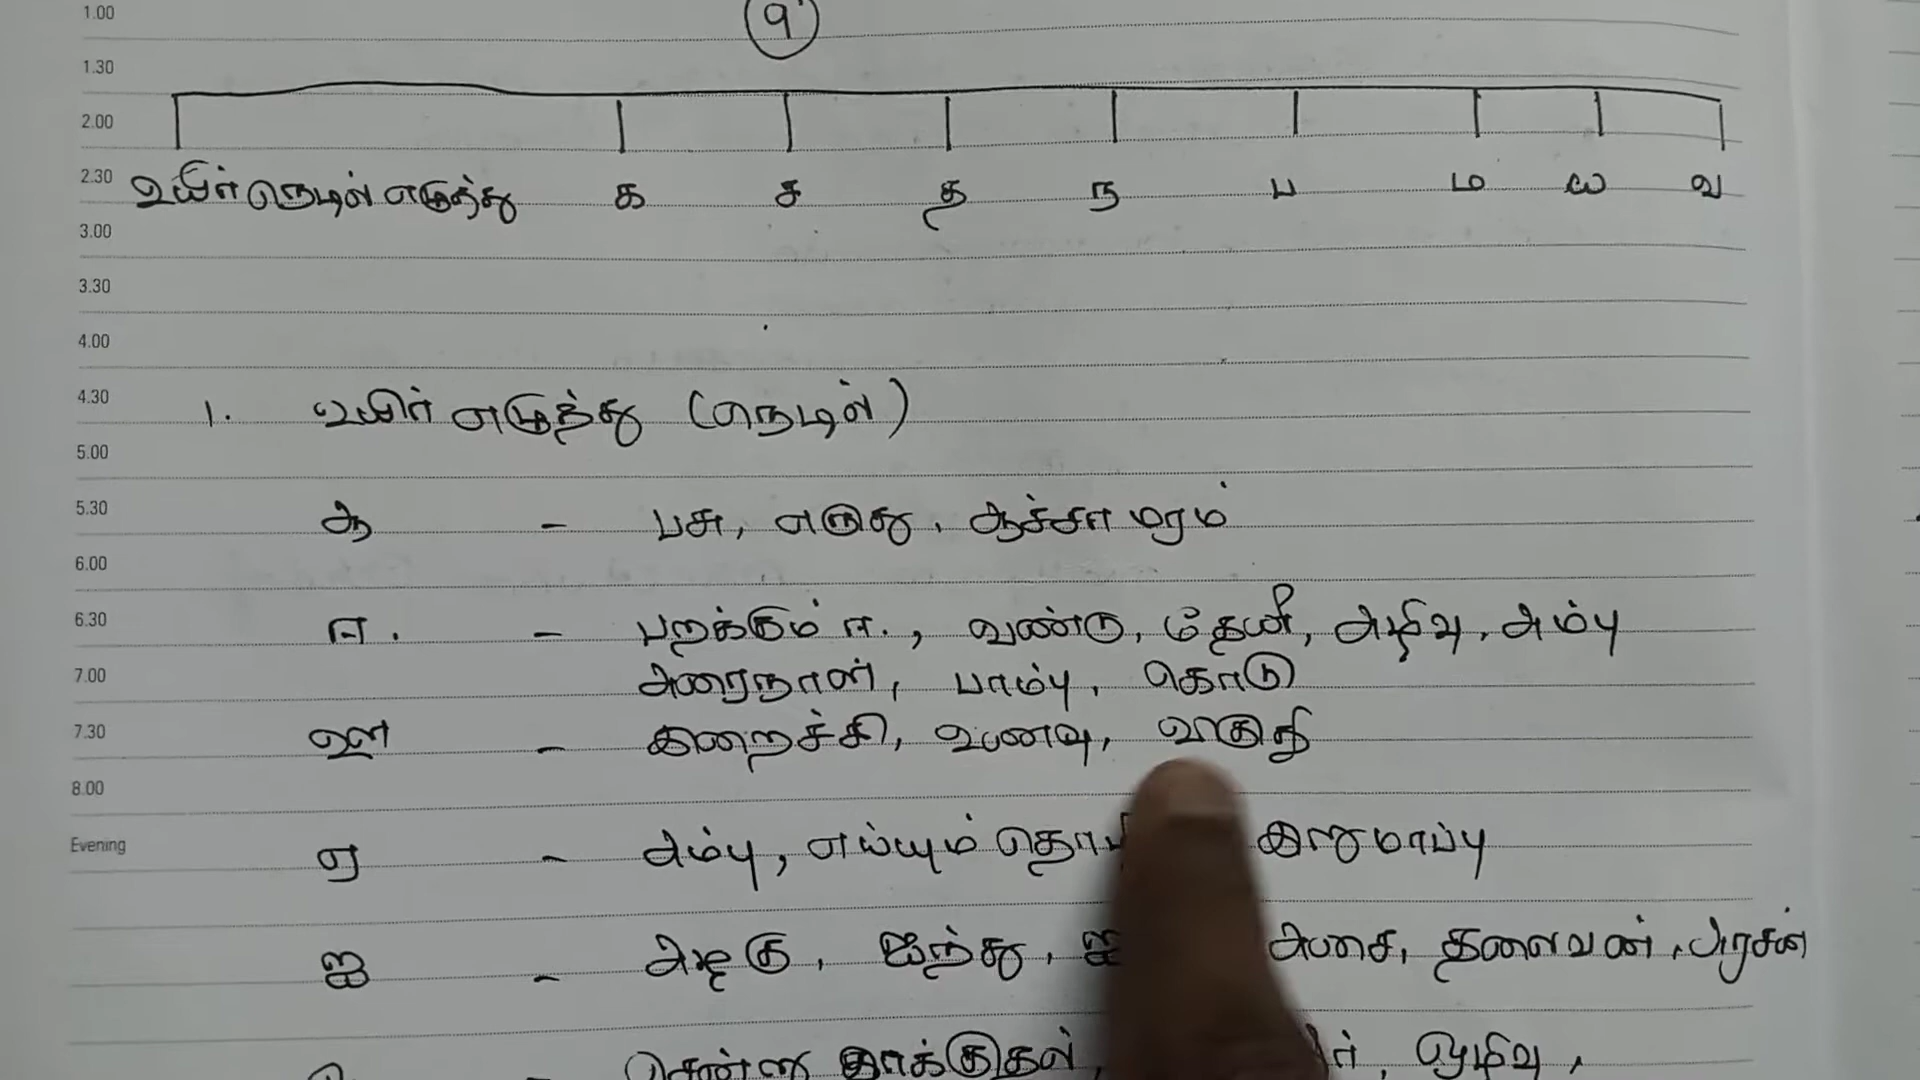 1.00
9
1.30
2.00
2.30 உயிர் நெடில் எழுத்து க ச த ந ப ம ய வ
3.00
3.30
4.00
4.30 1. உயிர் எழுத்து (நெடில்)
5.00
5.30 ஆ - பசு, எருது, ஆச்சா மரம்
6.00
6.30 ஈ - பறக்கும் ஈ, வண்டு, தேனீ, அழிவு, அம்பு
7.00 அரைநாள், பாம்பு, கொடு
7.30 ஊ - இறைச்சி, உணவு,
8.00
Evening ஏ - அம்பு, எய்யும் இறுமாப்பு
ஐ - அழகு, ஐந்து, அசை, தலைவன், அரசன்
தாக்குதல், ஒழிவு,